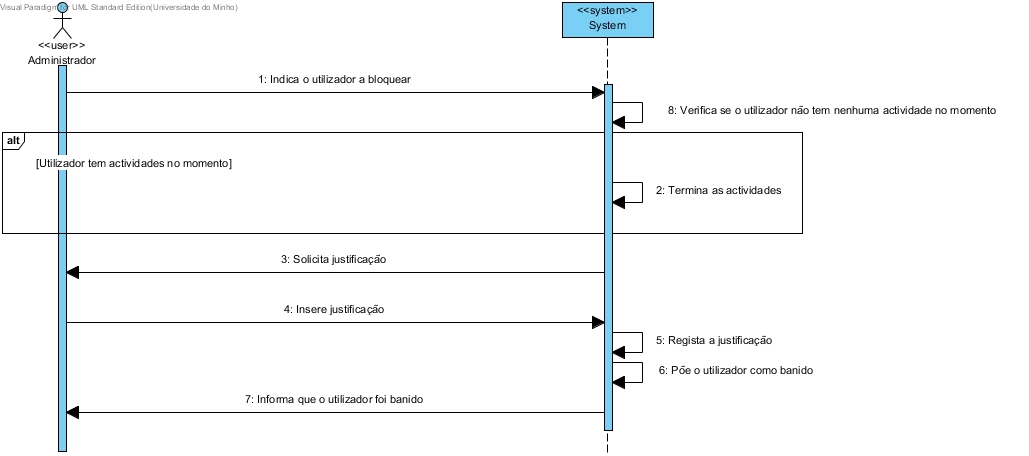 Visual Paradigm for UML Standard Edition(Universidade do Minho)
<<user>>
Administrador
<<system>>
System
1: Indica o utilizador a bloquear
8: Verifica se o utilizador não tem nenhuma actividade no momento
alt
[Utilizador tem actividades no momento]
2: Termina as actividades
3: Solicita justificação
4: Insere justificação
5: Regista a justificação
6: Põe o utilizador como banido
7: Informa que o utilizador foi banido